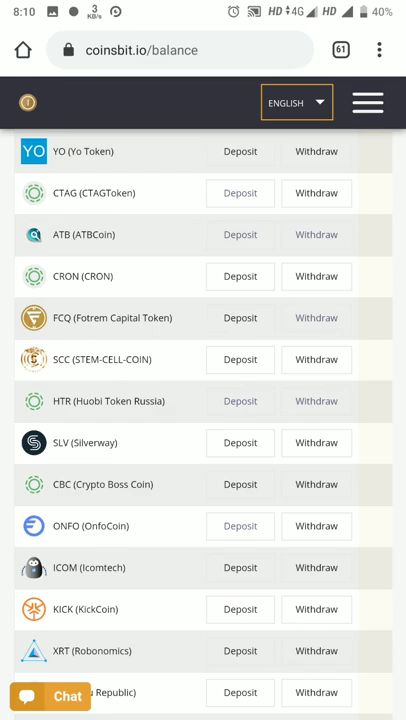 8:10 3 KB/s HD 4G HD 40%
coinsbit.io/balance 61
ENGLISH
YO YO (Yo Token) Deposit Withdraw
CTAG (CTAGToken) Deposit Withdraw
ATB (ATBCoin) Deposit Withdraw
CRON (CRON) Deposit Withdraw
FCQ (Fotrem Capital Token) Deposit Withdraw
SCC (STEM-CELL-COIN) Deposit Withdraw
HTR (Huobi Token Russia) Deposit Withdraw
SLV (Silverway) Deposit Withdraw
CBC (Crypto Boss Coin) Deposit Withdraw
ONFO (OnfoCoin) Deposit Withdraw
ICOM (Icomtech) Deposit Withdraw
KICK (KickCoin) Deposit Withdraw
XRT (Robonomics) Deposit Withdraw
Republic) Deposit Withdraw
Chat